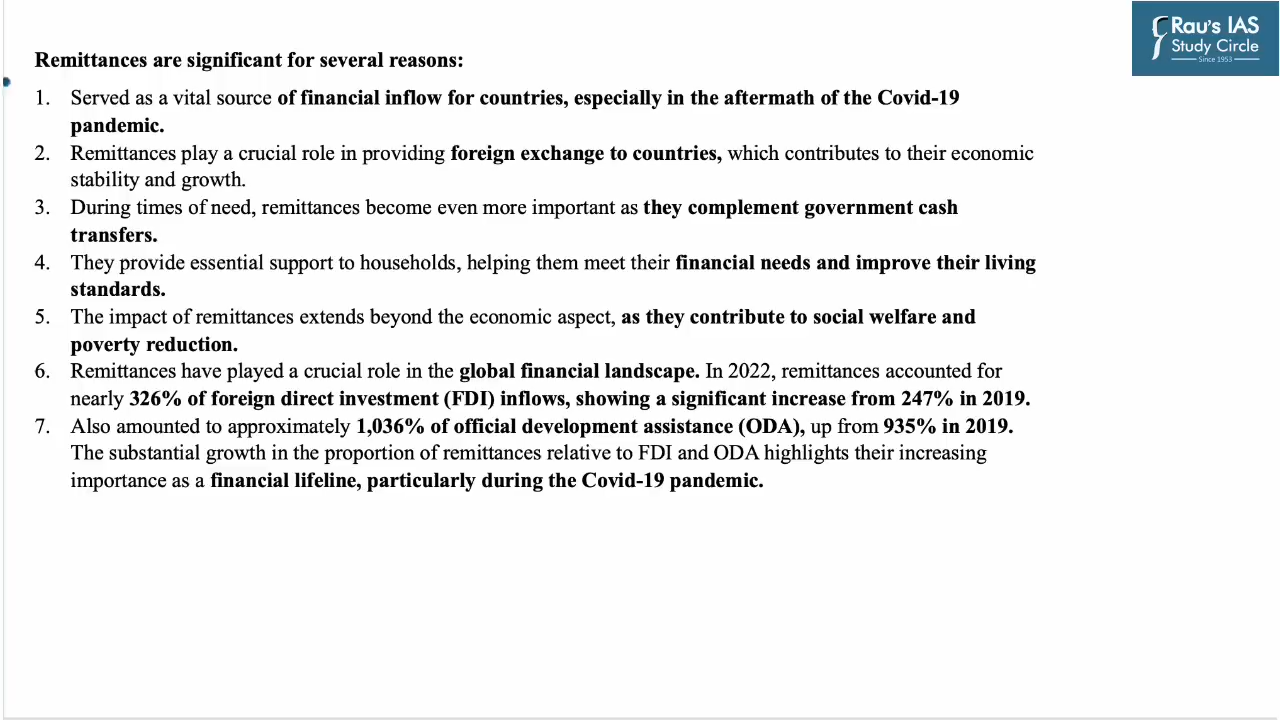 Rau's IAS
Study Circle
Since 1953
Remittances are significant for several reasons:
1. Served as a vital source of financial inflow for countries, especially in the aftermath of the Covid-19
pandemic.
2. Remittances play a crucial role in providing foreign exchange to countries, which contributes to their economic
stability and growth.
3. During times of need, remittances become even more important as they complement government cash
transfers.
4. They provide essential support to households, helping them meet their financial needs and improve their living
standards.
5. The impact of remittances extends beyond the economic aspect, as they contribute to social welfare and
poverty reduction.
6. Remittances have played a crucial role in the global financial landscape. In 2022, remittances accounted for
nearly 326% of foreign direct investment (FDI) inflows, showing a significant increase from 247% in 2019.
7. Also amounted to approximately 1,036% of official development assistance (ODA), up from 935% in 2019.
The substantial growth in the proportion of remittances relative to FDI and ODA highlights their increasing
importance as a financial lifeline, particularly during the Covid-19 pandemic.